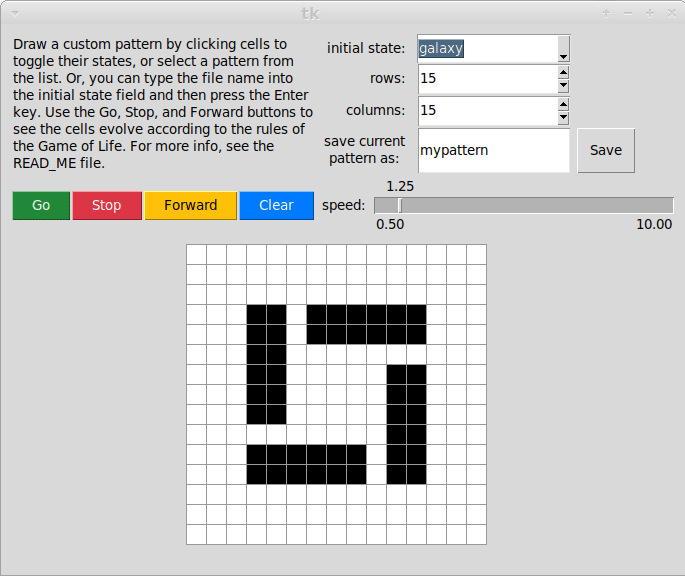 tk
Draw a custom pattern by clicking cells to
toggle their states, or select a pattern from
the list. Or, you can type the file name into
the initial state field and then press the Enter
key. Use the Go, Stop, and Forward buttons to
see the cells evolve according to the rules of
the Game of Life. For more info, see the
READ_ME file.
initial state: galaxy
rows: 15
columns: 15
save current
pattern as: mypattern Save
Go Stop Forward Clear speed: 1.25
0.50 10.00